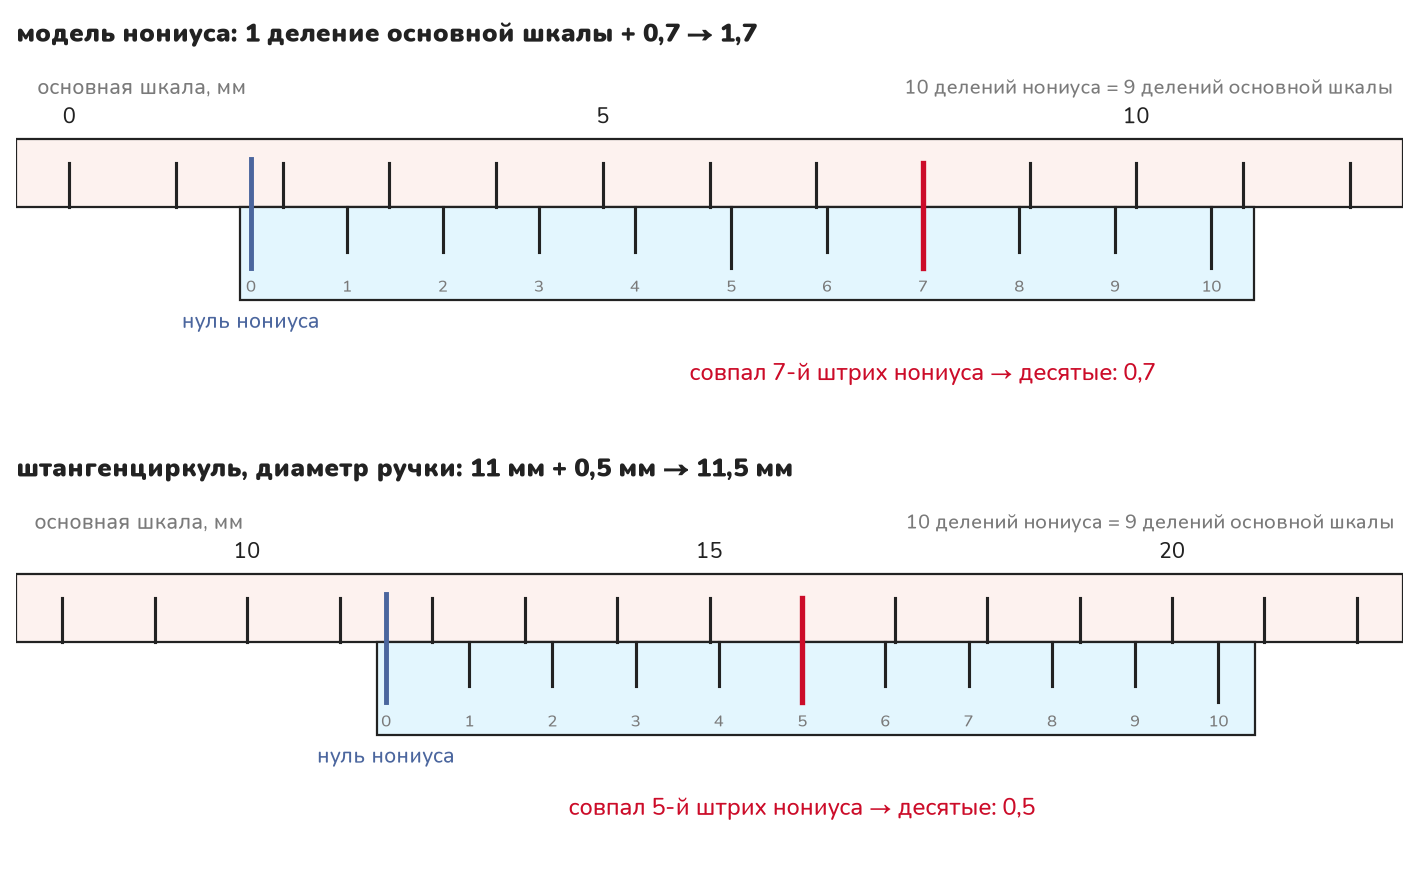 модель нониуса: 1 деление основной шкалы + 0,7 → 1,7
основная шкала, мм
10 делений нониуса = 9 делений основной шкалы
0 5 10
0 1 2 3 4 5 6 7 8 9 10
нуль нониуса
совпал 7-й штрих нониуса → десятые: 0,7
штангенциркуль, диаметр ручки: 11 мм + 0,5 мм → 11,5 мм
основная шкала, мм
10 делений нониуса = 9 делений основной шкалы
10 15 20
0 1 2 3 4 5 6 7 8 9 10
нуль нониуса
совпал 5-й штрих нониуса → десятые: 0,5